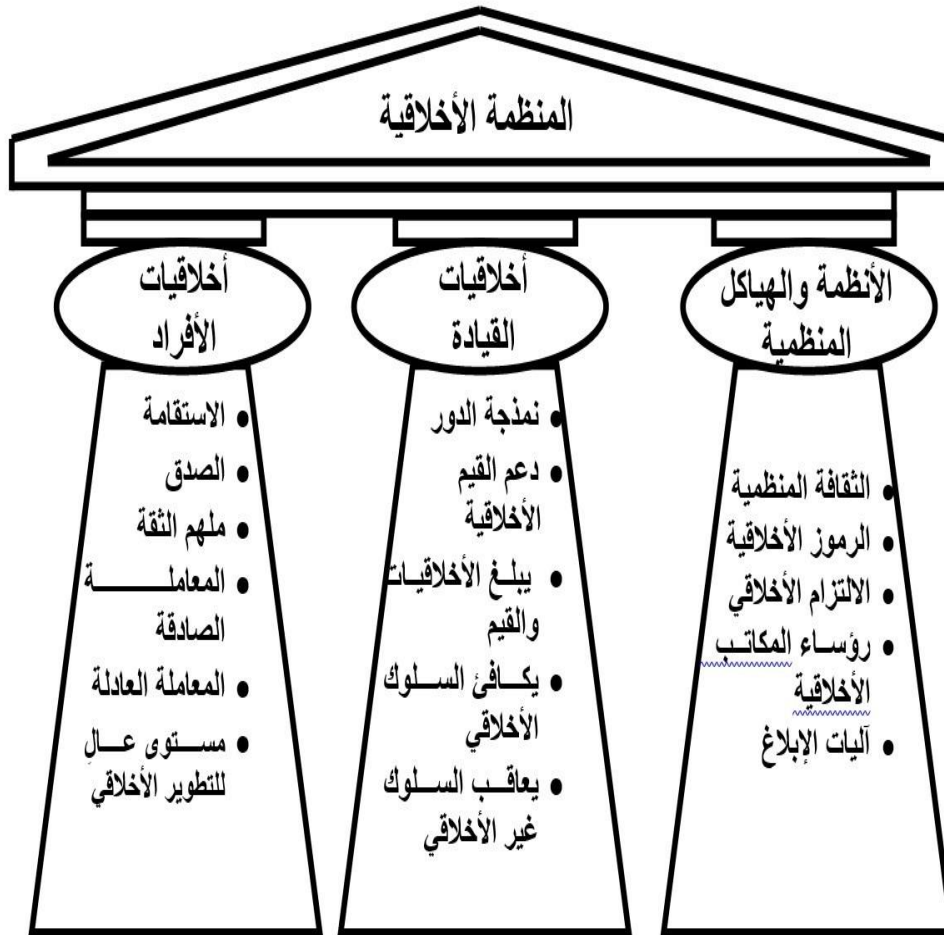 المنظمة الأخلاقية
الأنظمة والهياكل
المنظمية
• الثقافة المنظمية
• الرموز الأخلاقية
• الالتزام الأخلاقي
• رؤساء المكاتب
الأخلاقية
• آليات الإبلاغ
أخلاقيات
القيادة
• نمذجة الدور
• دعم القيم
الأخلاقية
• يبلغ الأخلاقيات
والقيم
• يكافئ السلوك
الأخلاقي
• يعاقب السلوك
غير الأخلاقي
أخلاقيات
الأفراد
• الاستقامة
• الصدق
• ملهم الثقة
• المعاملة
الصادقة
• المعاملة العادلة
• مستوى عالٍ
للتطوير الأخلاقي